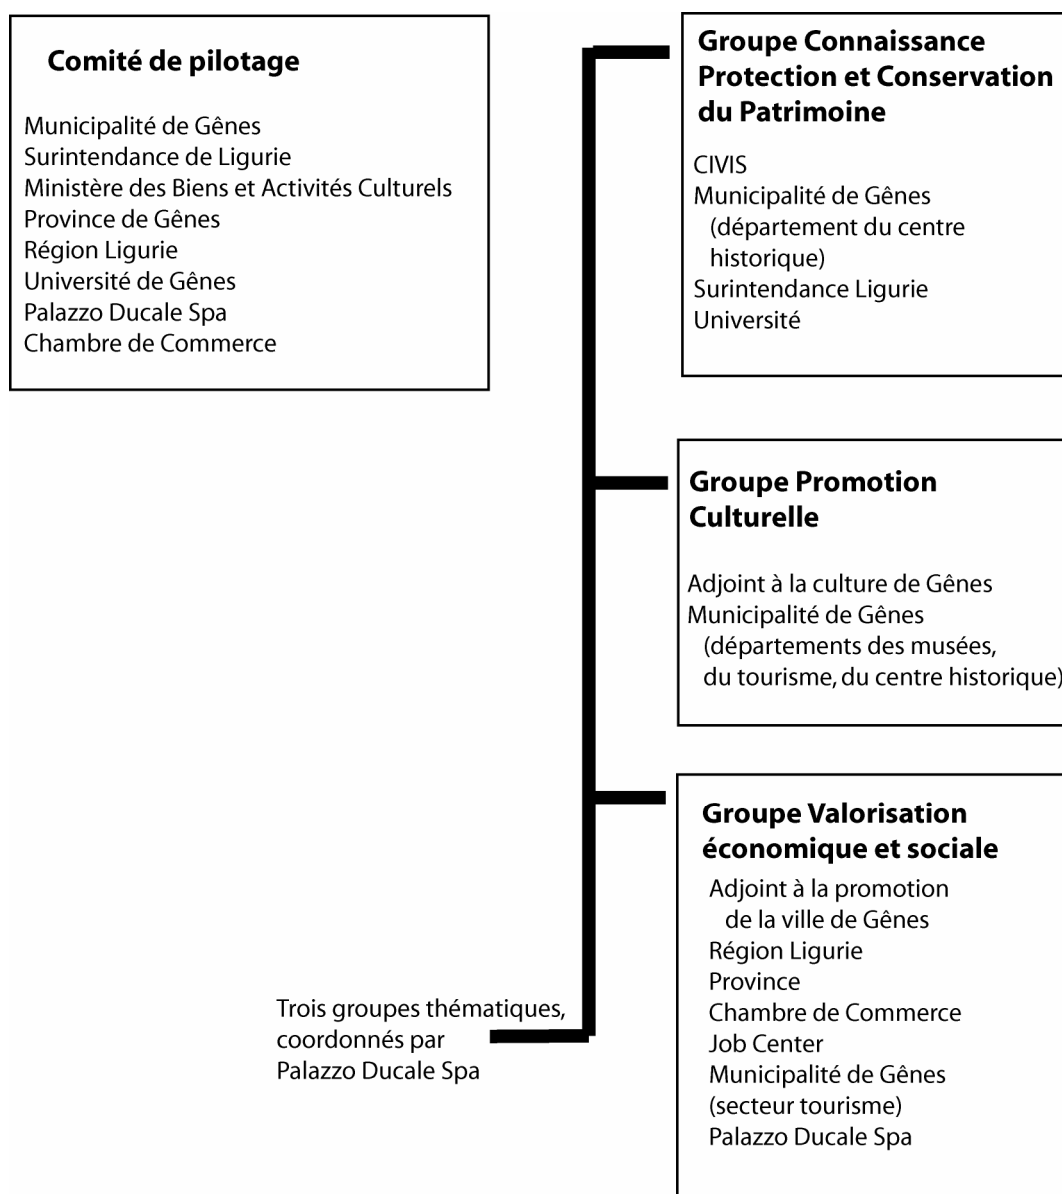 Comité de pilotage
Municipalité de Gênes
Surintendance de Ligurie
Ministère des Biens et Activités Culturels
Province de Gênes
Région Ligurie
Université de Gênes
Palazzo Ducale Spa
Chambre de Commerce
Groupe Connaissance
Protection et Conservation
du Patrimoine
CIVIS
Municipalité de Gênes
(département du centre
historique)
Surintendance Ligurie
Université
Groupe Promotion
Culturelle
Adjoint à la culture de Gênes
Municipalité de Gênes
(départements des musées,
du tourisme, du centre historique)
Groupe Valorisation
économique et sociale
Adjoint à la promotion
de la ville de Gênes
Région Ligurie
Province
Chambre de Commerce
Job Center
Municipalité de Gênes
(secteur tourisme)
Palazzo Ducale Spa
Trois groupes thématiques,
coordonnés par
Palazzo Ducale Spa